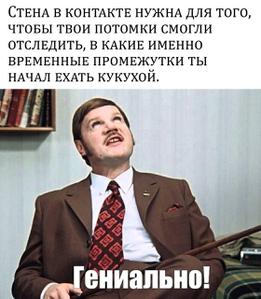 Стена в контакте нужна для того,
чтобы твои потомки смогли
отследить, в какие именно
временные промежутки ты
начал ехать кукухой.
Гениально!